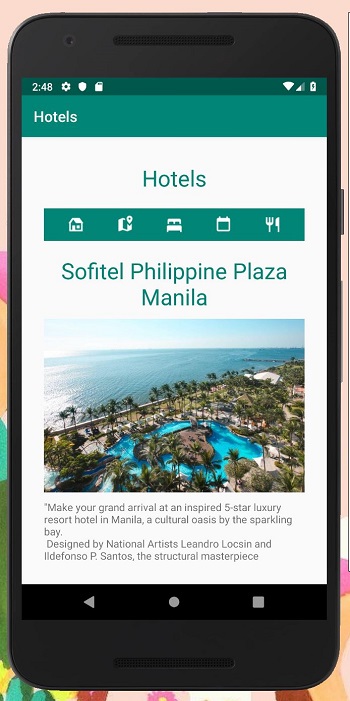 2:48
Hotels
Hotels
Sofitel Philippine Plaza
Manila
"Make your grand arrival at an inspired 5-star luxury
resort hotel in Manila, a cultural oasis by the sparkling
bay.
Designed by National Artists Leandro Locsin and
Ildefonso P. Santos, the structural masterpiece